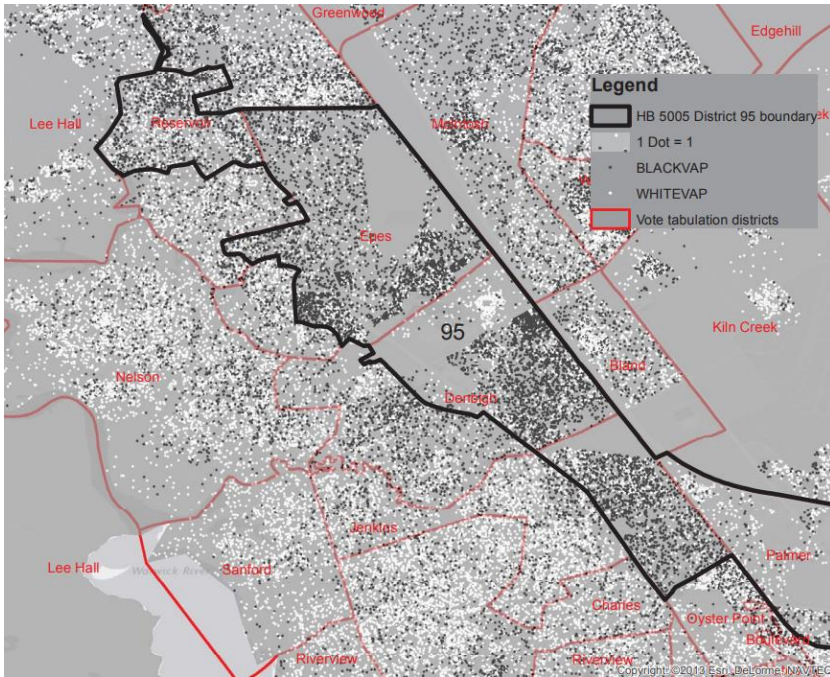 Greenwood
Edgehill
Legend
HB 5005 District 95 boundary
Lee Hall
Reservoir
McIntosh
1 Dot = 1
BLACKVAP
WHITEVAP
Vote tabulation districts
Epes
95
Kiln Creek
Nelson
Bland
Denbigh
Jenkins
Palmer
Lee Hall
Warwick River
Sanford
Charles
Oyster Point
Boulevard
Riverview
Riverview
Copyright: ©2013 Esri, DeLorme, NAVTEQ